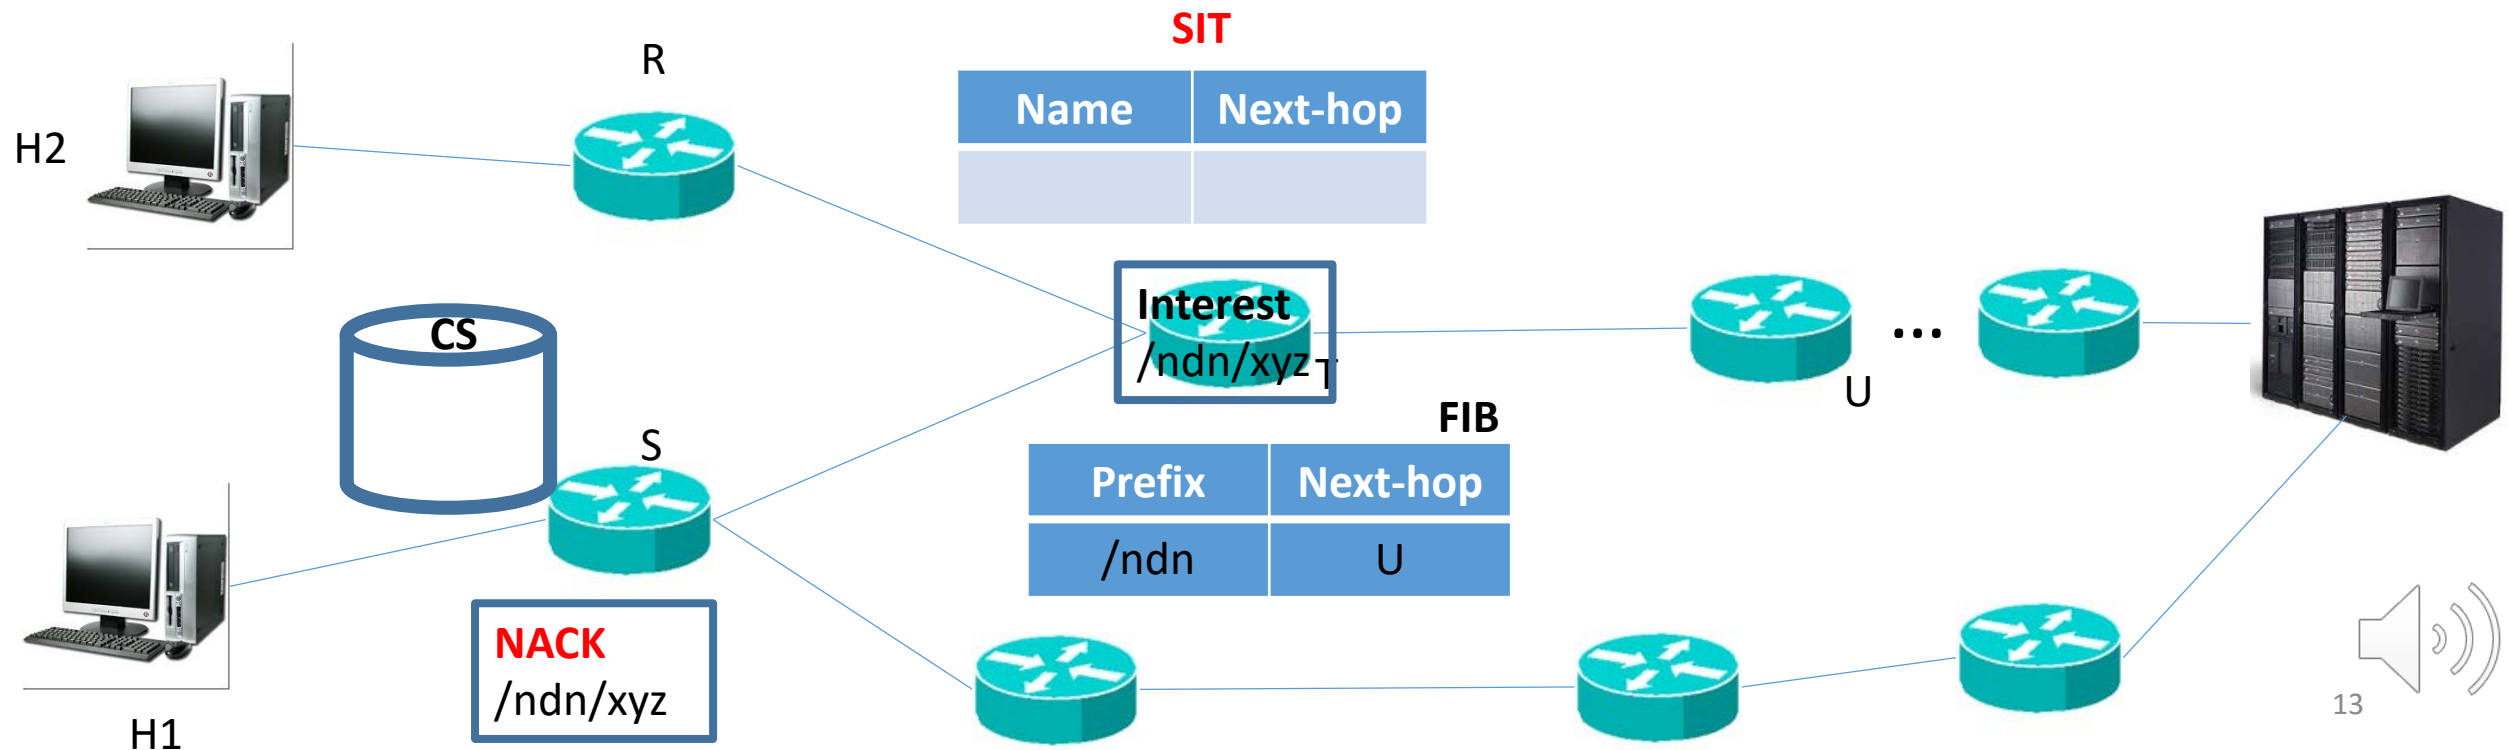 SIT
R
Name Next-hop
H2
Interest
/ndn/xyz
T
CS
...
U
FIB
S
Prefix Next-hop
/ndn U
NACK
/ndn/xyz
H1
13